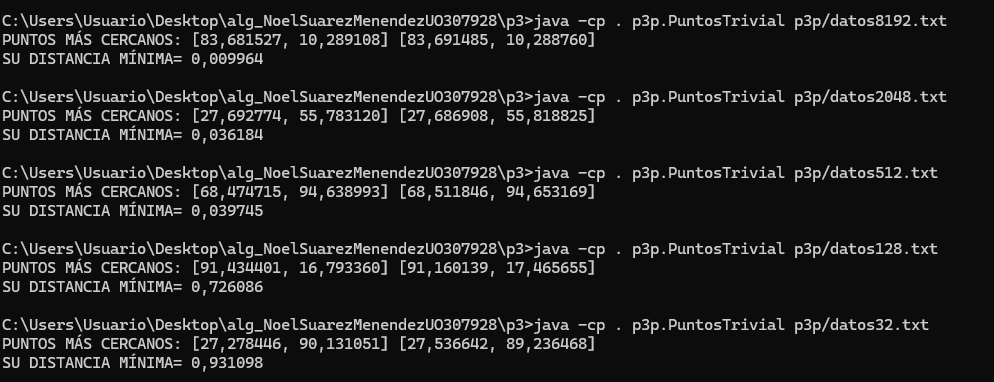 C:\Users\Usuario\Desktop\alg_NoelSuarezMenendezUO307928\p3>java -cp . p3p.PuntosTrivial p3p/datos8192.txt
PUNTOS MÁS CERCANOS: [83,681527, 10,289108] [83,691485, 10,288760]
SU DISTANCIA MÍNIMA= 0,009964
C:\Users\Usuario\Desktop\alg_NoelSuarezMenendezUO307928\p3>java -cp . p3p.PuntosTrivial p3p/datos2048.txt
PUNTOS MÁS CERCANOS: [27,692774, 55,783120] [27,686908, 55,818825]
SU DISTANCIA MÍNIMA= 0,036184
C:\Users\Usuario\Desktop\alg_NoelSuarezMenendezUO307928\p3>java -cp . p3p.PuntosTrivial p3p/datos512.txt
PUNTOS MÁS CERCANOS: [68,474715, 94,638993] [68,511846, 94,653169]
SU DISTANCIA MÍNIMA= 0,039745
C:\Users\Usuario\Desktop\alg_NoelSuarezMenendezUO307928\p3>java -cp . p3p.PuntosTrivial p3p/datos128.txt
PUNTOS MÁS CERCANOS: [91,434401, 16,793360] [91,160139, 17,465655]
SU DISTANCIA MÍNIMA= 0,726086
C:\Users\Usuario\Desktop\alg_NoelSuarezMenendezUO307928\p3>java -cp . p3p.PuntosTrivial p3p/datos32.txt
PUNTOS MÁS CERCANOS: [27,278446, 90,131051] [27,536642, 89,236468]
SU DISTANCIA MÍNIMA= 0,931098